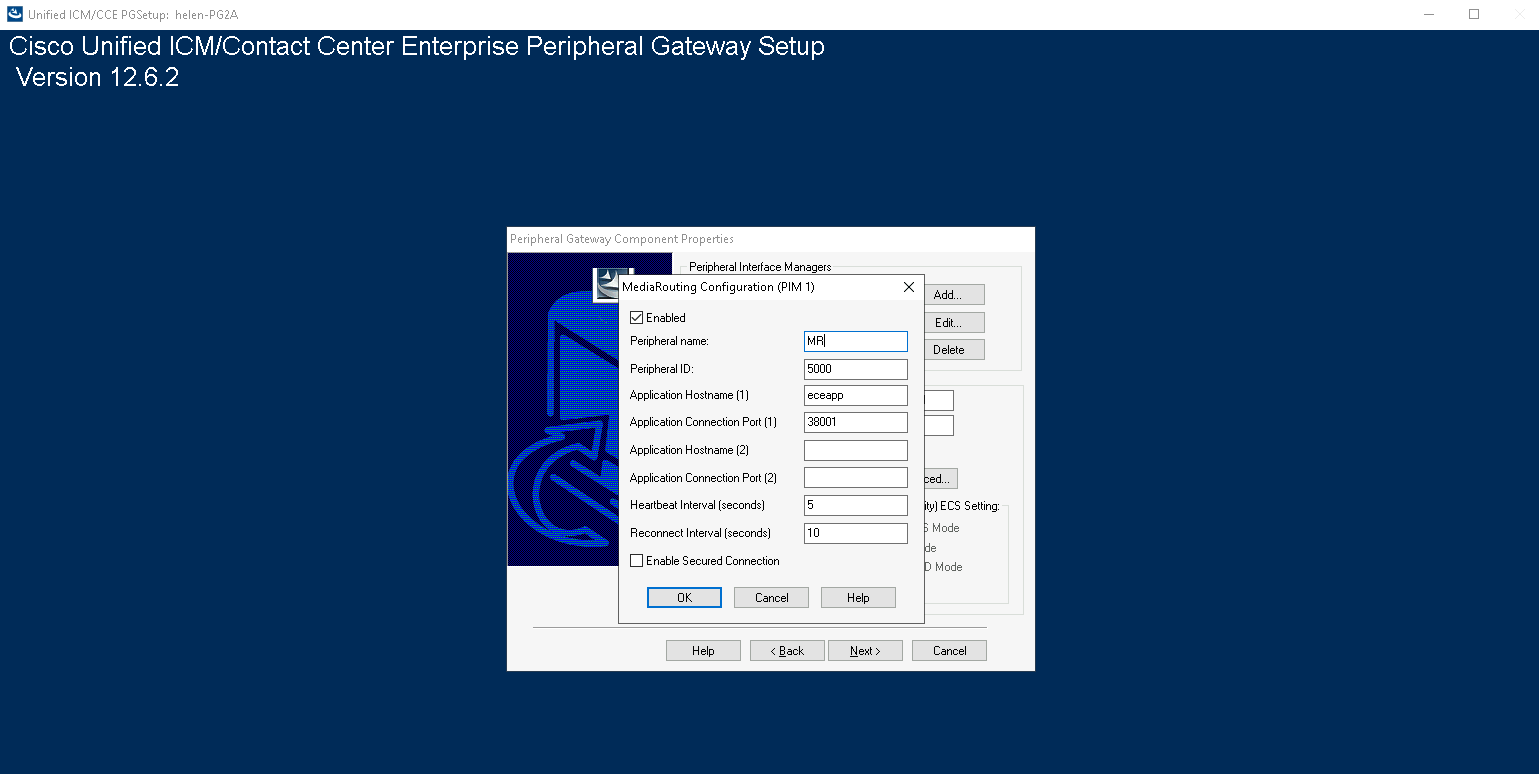 Unified ICM/CCE PGSetup: helen-PG2A
Cisco Unified ICM/Contact Center Enterprise Peripheral Gateway Setup
Version 12.6.2
Peripheral Gateway Component Properties
Peripheral Interface Managers
MediaRouting Configuration (PIM 1)
Add...
Enabled
Edit...
Peripheral name: MR
Delete
Peripheral ID: 5000
Application Hostname (1) eceapp
Application Connection Port (1) 38001
Application Hostname (2)
Application Connection Port (2)
Heartbeat Interval (seconds) 5
ECS Setting:
Mode
Reconnect Interval (seconds) 10
Enable Secured Connection
Mode
OK Cancel Help
Help < Back Next > Cancel